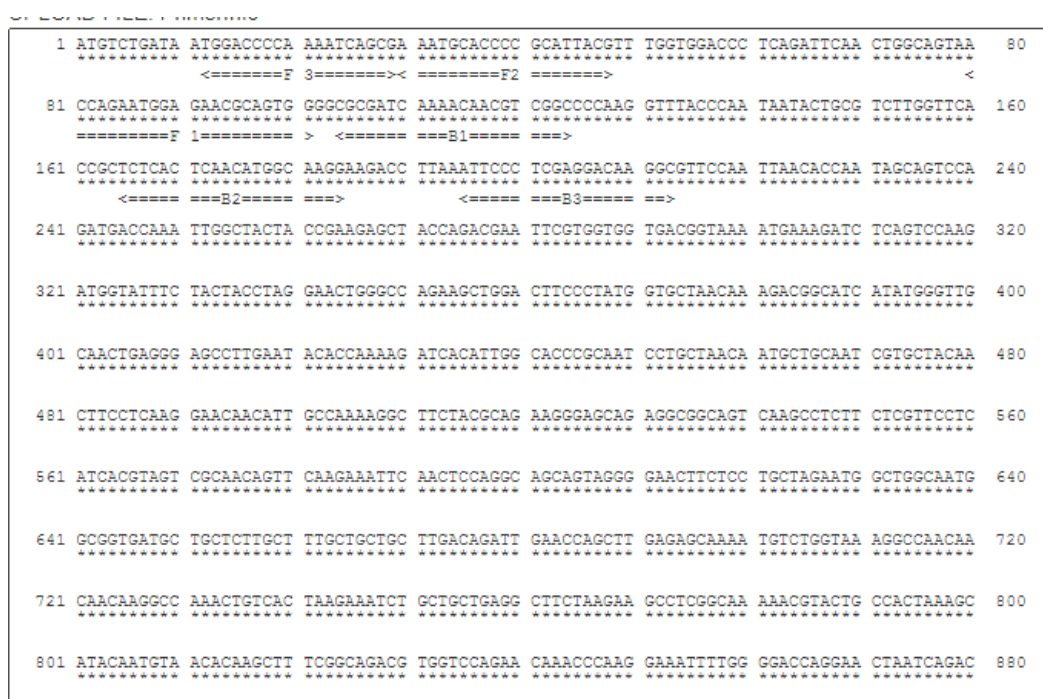 1 ATGTCTGATA ATGGACCCCA AAATCAGCGA AATGCACCCC GCATTACGTT TGGTGGACCC TCAGATTCAA CTGGCAGTAA 80
********** ********** ********** ********** ********** ********** ********** **********
<=======F 3=======>< ========F2 =======> <
81 CCAGAATGGA GAACGCAGTG GGGCGCGATC AAAACAACGT CGGCCCCAAG GTTTACCCAA TAATACTGCG TCTTGGTTCA 160
********** ********** ********** ********** ********** ********** ********** **********
=========F 1========= > <====== ===B1===== ===>
161 CCGCTCTCAC TCAACATGGC AAGGAAGACC TTAAATTCCC TCGAGGACAA GGCGTTCCAA TTAACACCAA TAGCAGTCCA 240
********** ********** ********** ********** ********** ********** ********** **********
<===== ===B2===== ===> <===== ===B3===== ==>
241 GATGACCAAA TTGGCTACTA CCGAAGAGCT ACCAGACGAA TTCGTGGTGG TGACGGTAAA ATGAAAGATC TCAGTCCAAG 320
********** ********** ********** ********** ********** ********** ********** **********
321 ATGGTATTTC TACTACCTAG GAACTGGGCC AGAAGCTGGA CTTCCCTATG GTGCTAACAA AGACGGCATC ATATGGGTTG 400
********** ********** ********** ********** ********** ********** ********** **********
401 CAACTGAGGG AGCCTTGAAT ACACCAAAAG ATCACATTGG CACCCGCAAT CCTGCTAACA ATGCTGCAAT CGTGCTACAA 480
********** ********** ********** ********** ********** ********** ********** **********
481 CTTCCTCAAG GAACAACATT GCCAAAAGGC TTCTACGCAG AAGGGAGCAG AGGCGGCAGT CAAGCCTCTT CTCGTTCCTC 560
********** ********** ********** ********** ********** ********** ********** **********
561 ATCACGTAGT CGCAACAGTT CAAGAAATTC AACTCCAGGC AGCAGTAGGG GAACTTCTCC TGCTAGAATG GCTGGCAATG 640
********** ********** ********** ********** ********** ********** ********** **********
641 GCGGTGATGC TGCTCTTGCT TTGCTGCTGC TTGACAGATT GAACCAGCTT GAGAGCAAAA TGTCTGGTAA AGGCCAACAA 720
********** ********** ********** ********** ********** ********** ********** **********
721 CAACAAGGCC AAACTGTCAC TAAGAAATCT GCTGCTGAGG CTTCTAAGAA GCCTCGGCAA AAACGTACTG CCACTAAAGC 800
********** ********** ********** ********** ********** ********** ********** **********
801 ATACAATGTA ACACAAGCTT TCGGCAGACG TGGTCCAGAA CAAACCCAAG GAAATTTTGG GGACCAGGAA CTAATCAGAC 880
********** ********** ********** ********** ********** ********** ********** **********